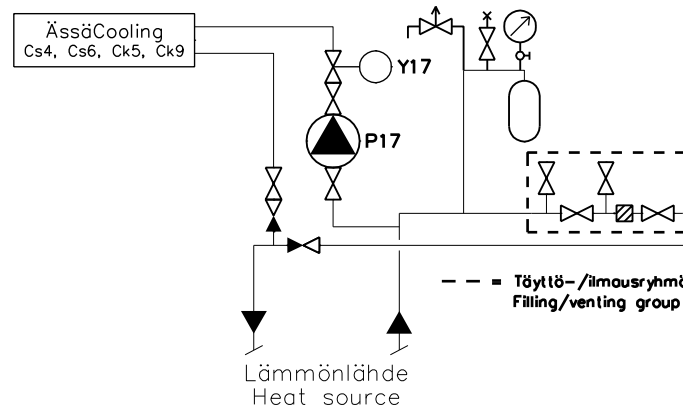 ÄssäCooling
Cs4, Cs6, Ck5, Ck9
Y17
P17
Täyttö-/ilmausryhmä
Filling/venting group
Lämmönlähde
Heat source